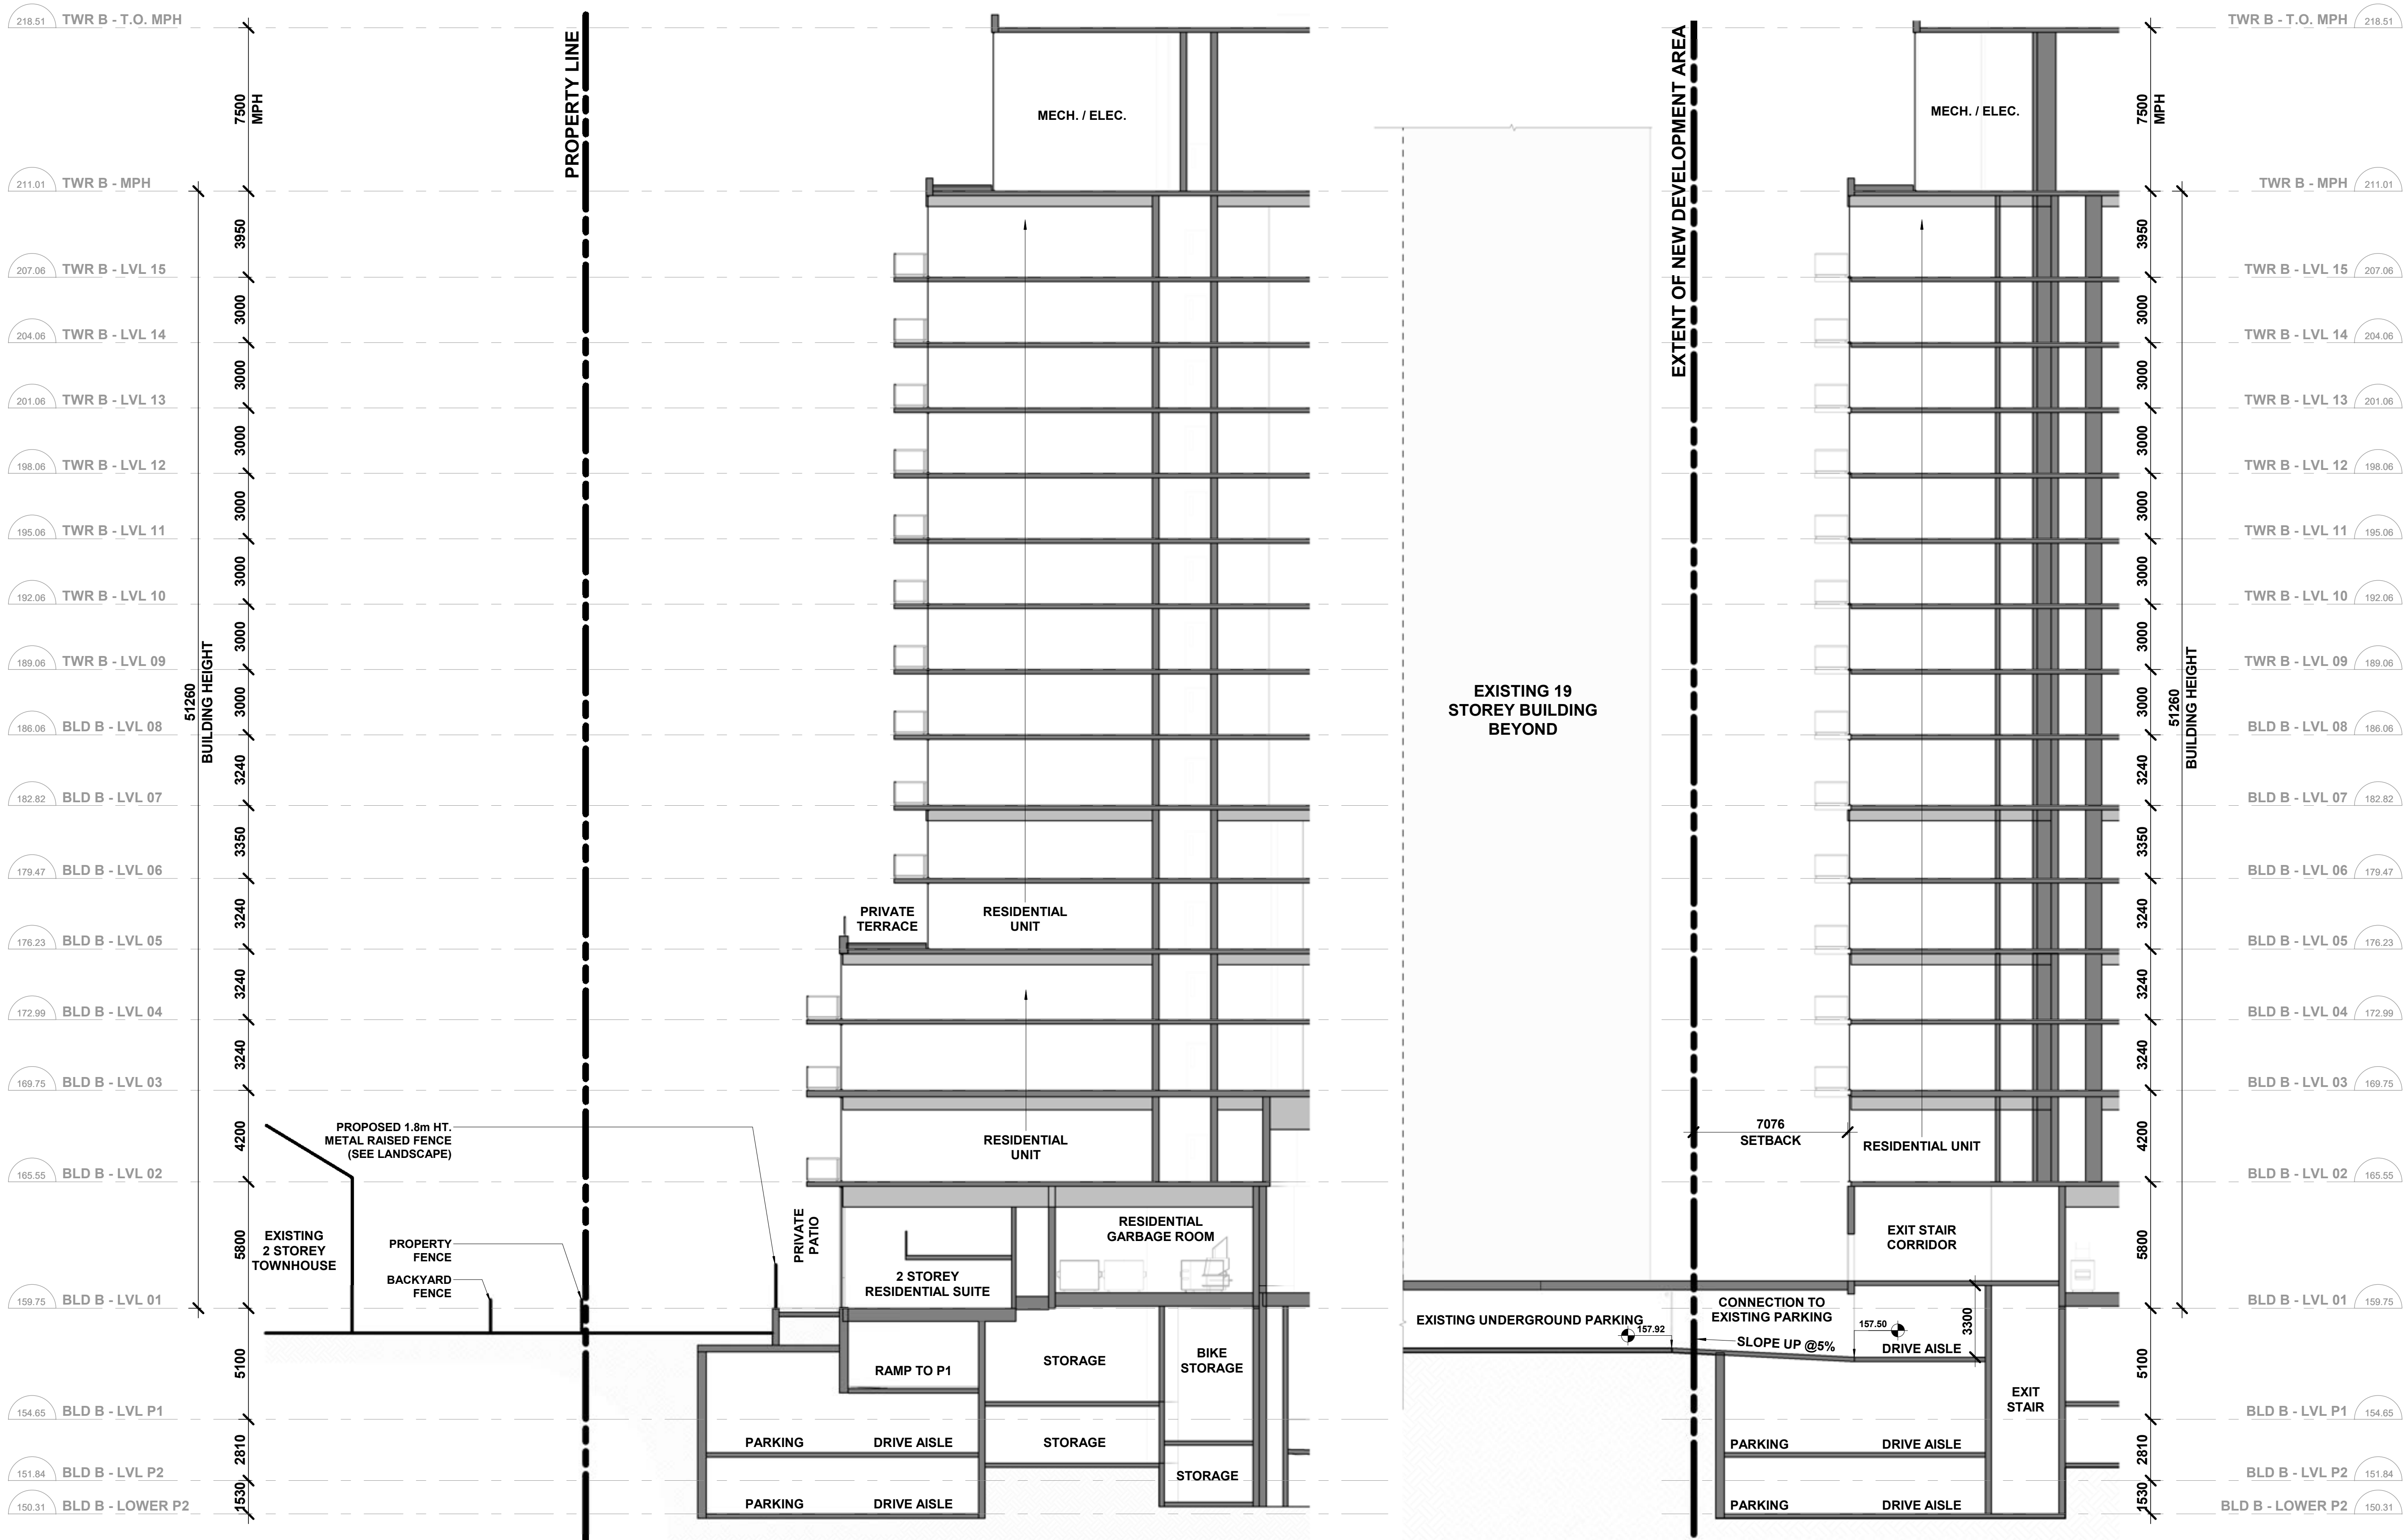 218.51 TWR B - T.O. MPH
211.01 TWR B - MPH
207.06 TWR B - LVL 15
204.06 TWR B - LVL 14
201.06 TWR B - LVL 13
198.06 TWR B - LVL 12
195.06 TWR B - LVL 11
192.06 TWR B - LVL 10
189.06 TWR B - LVL 09
186.06 BLD B - LVL 08
182.82 BLD B - LVL 07
179.47 BLD B - LVL 06
176.23 BLD B - LVL 05
172.99 BLD B - LVL 04
169.75 BLD B - LVL 03
165.55 BLD B - LVL 02
159.75 BLD B - LVL 01
154.65 BLD B - LVL P1
151.84 BLD B - LVL P2
150.31 BLD B - LOWER P2
51260
BUILDING HEIGHT
7500
MPH
3950
3000
3000
3000
3000
3000
3000
3000
3240
3350
3240
3240
3240
4200
5800
5100
2810
1530
PROPERTY LINE
MECH. / ELEC.
PRIVATE
TERRACE
RESIDENTIAL
UNIT
PROPOSED 1.8m HT.
METAL RAISED FENCE
(SEE LANDSCAPE)
RESIDENTIAL
UNIT
EXISTING
2 STOREY
TOWNHOUSE
PROPERTY
FENCE
BACKYARD
FENCE
PRIVATE
PATIO
RESIDENTIAL
GARBAGE ROOM
2 STOREY
RESIDENTIAL SUITE
RAMP TO P1
STORAGE
BIKE
STORAGE
PARKING
DRIVE AISLE
STORAGE
STORAGE
PARKING
DRIVE AISLE
EXISTING 19
STOREY BUILDING
BEYOND
EXTENT OF NEW DEVELOPMENT AREA
MECH. / ELEC.
7076
SETBACK
RESIDENTIAL UNIT
EXIT STAIR
CORRIDOR
EXISTING UNDERGROUND PARKING
157.92
CONNECTION TO
EXISTING PARKING
157.50
SLOPE UP @5%
DRIVE AISLE
3300
EXIT
STAIR
PARKING
DRIVE AISLE
PARKING
DRIVE AISLE
7500
MPH
3950
3000
3000
3000
3000
3000
3000
3000
3240
3350
3240
3240
3240
4200
5800
5100
2810
1530
51260
BUILDING HEIGHT
TWR B - T.O. MPH 218.51
TWR B - MPH 211.01
TWR B - LVL 15 207.06
TWR B - LVL 14 204.06
TWR B - LVL 13 201.06
TWR B - LVL 12 198.06
TWR B - LVL 11 195.06
TWR B - LVL 10 192.06
TWR B - LVL 09 189.06
BLD B - LVL 08 186.06
BLD B - LVL 07 182.82
BLD B - LVL 06 179.47
BLD B - LVL 05 176.23
BLD B - LVL 04 172.99
BLD B - LVL 03 169.75
BLD B - LVL 02 165.55
BLD B - LVL 01 159.75
BLD B - LVL P1 154.65
BLD B - LVL P2 151.84
BLD B - LOWER P2 150.31